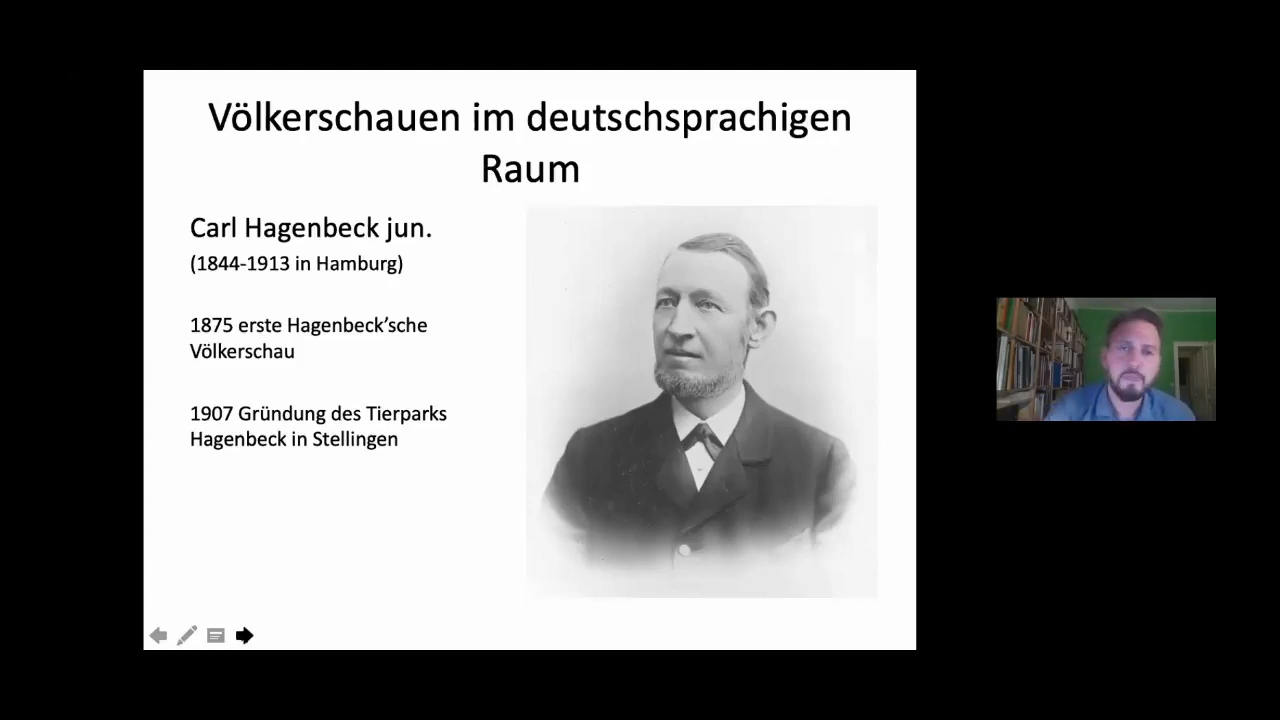 Völkerschauen im deutschsprachigen
Raum
Carl Hagenbeck jun.
(1844-1913 in Hamburg)
1875 erste Hagenbeck’sche
Völkerschau
1907 Gründung des Tierparks
Hagenbeck in Stellingen